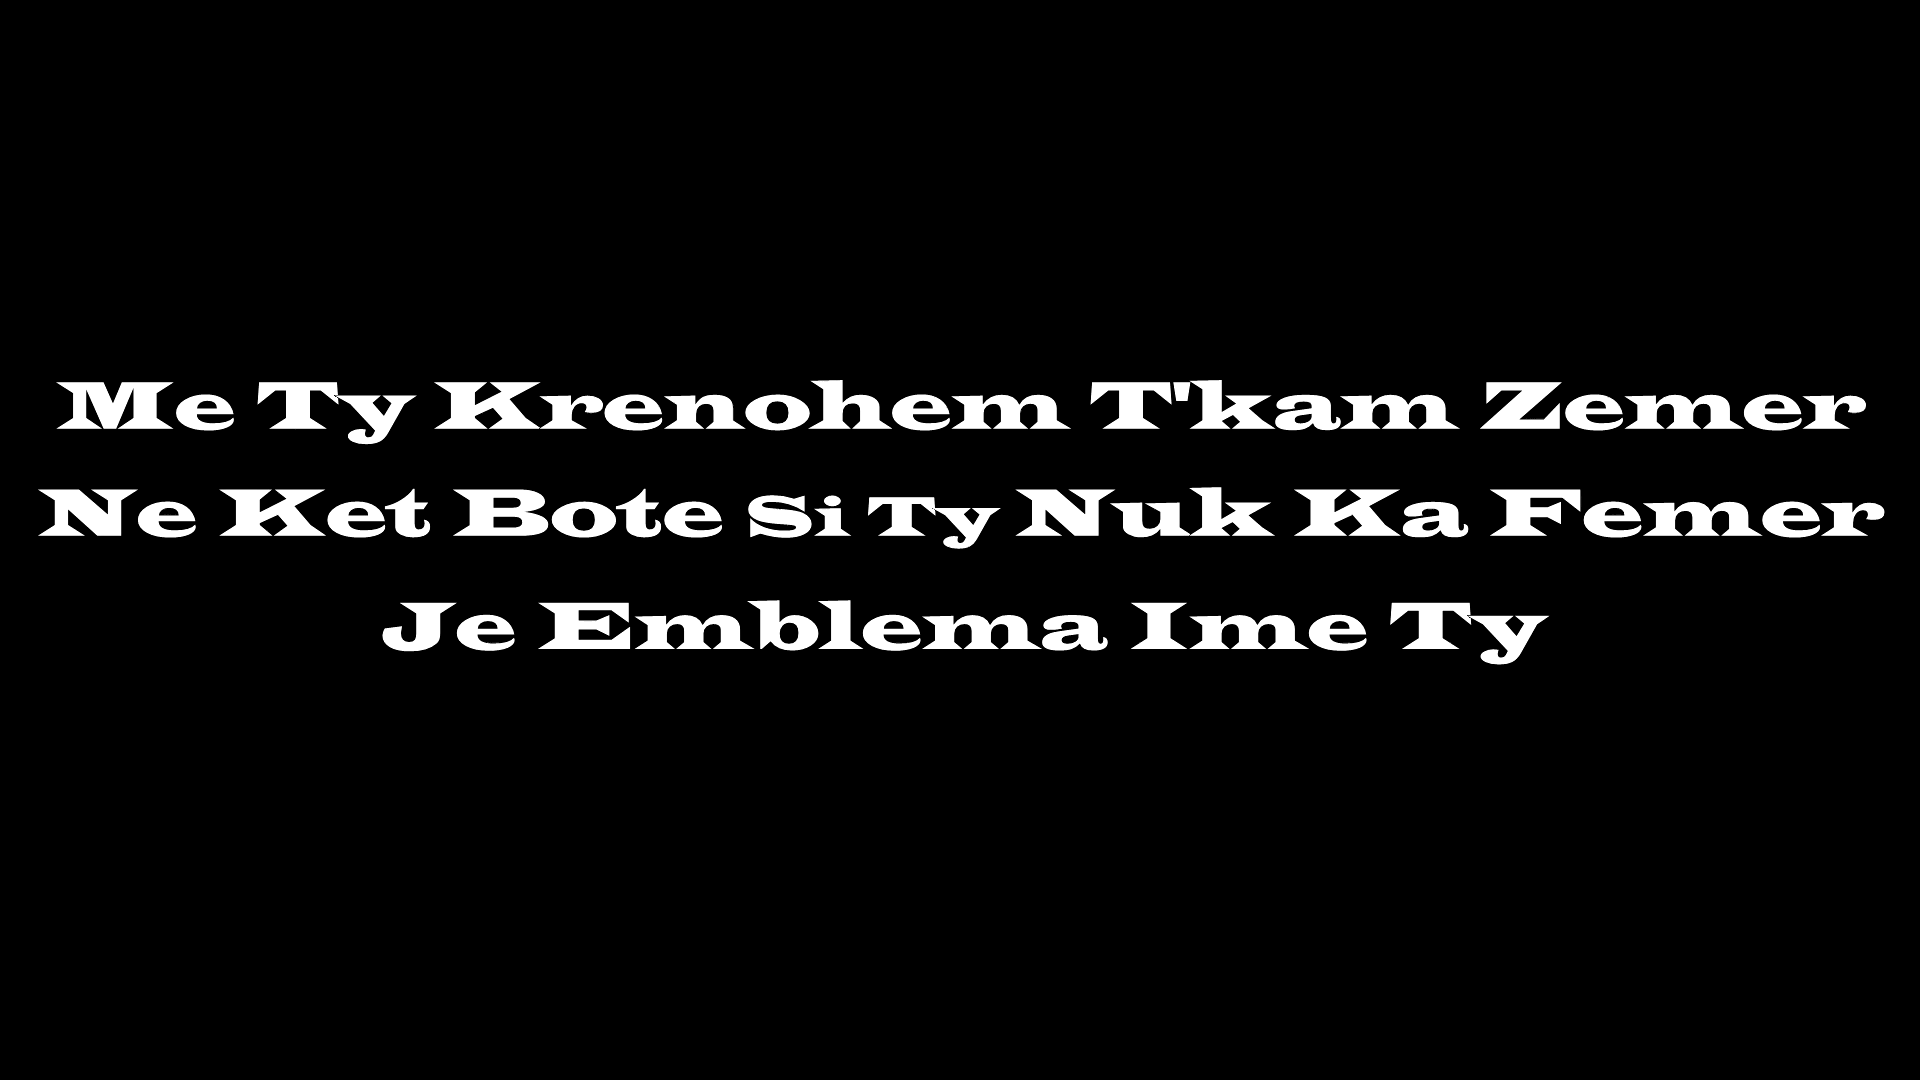 Me Ty Krenohem T'kam Zemer
Ne Ket Bote Si Ty Nuk Ka Femer
Je Emblema Ime Ty